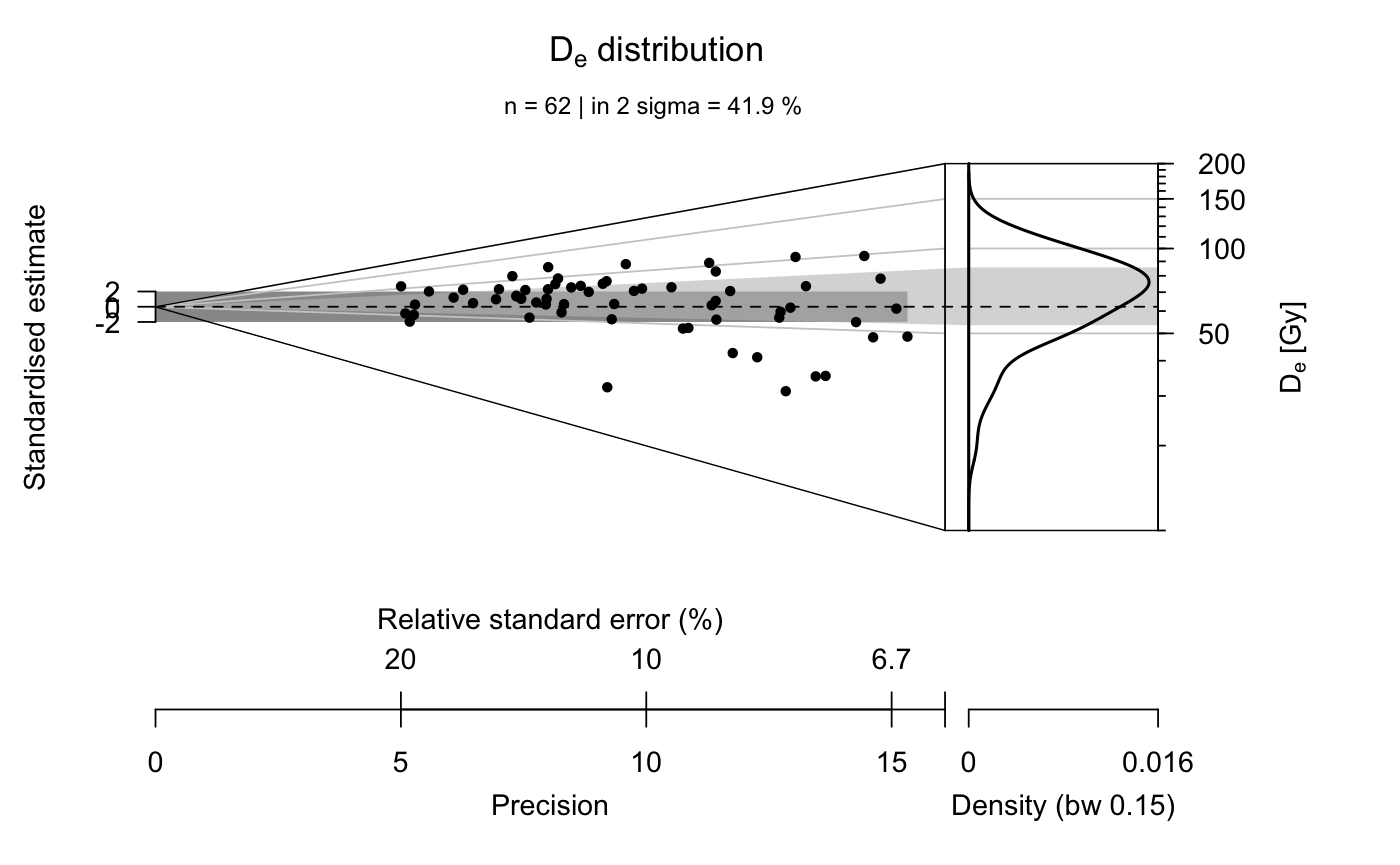 De distribution
n = 62 | in 2 sigma = 41.9 %
Standardised estimate
2
0
-2
200
150
100
50
De [Gy]
Relative standard error (%)
20 10 6.7
0 5 10 15 0 0.016
Precision Density (bw 0.15)